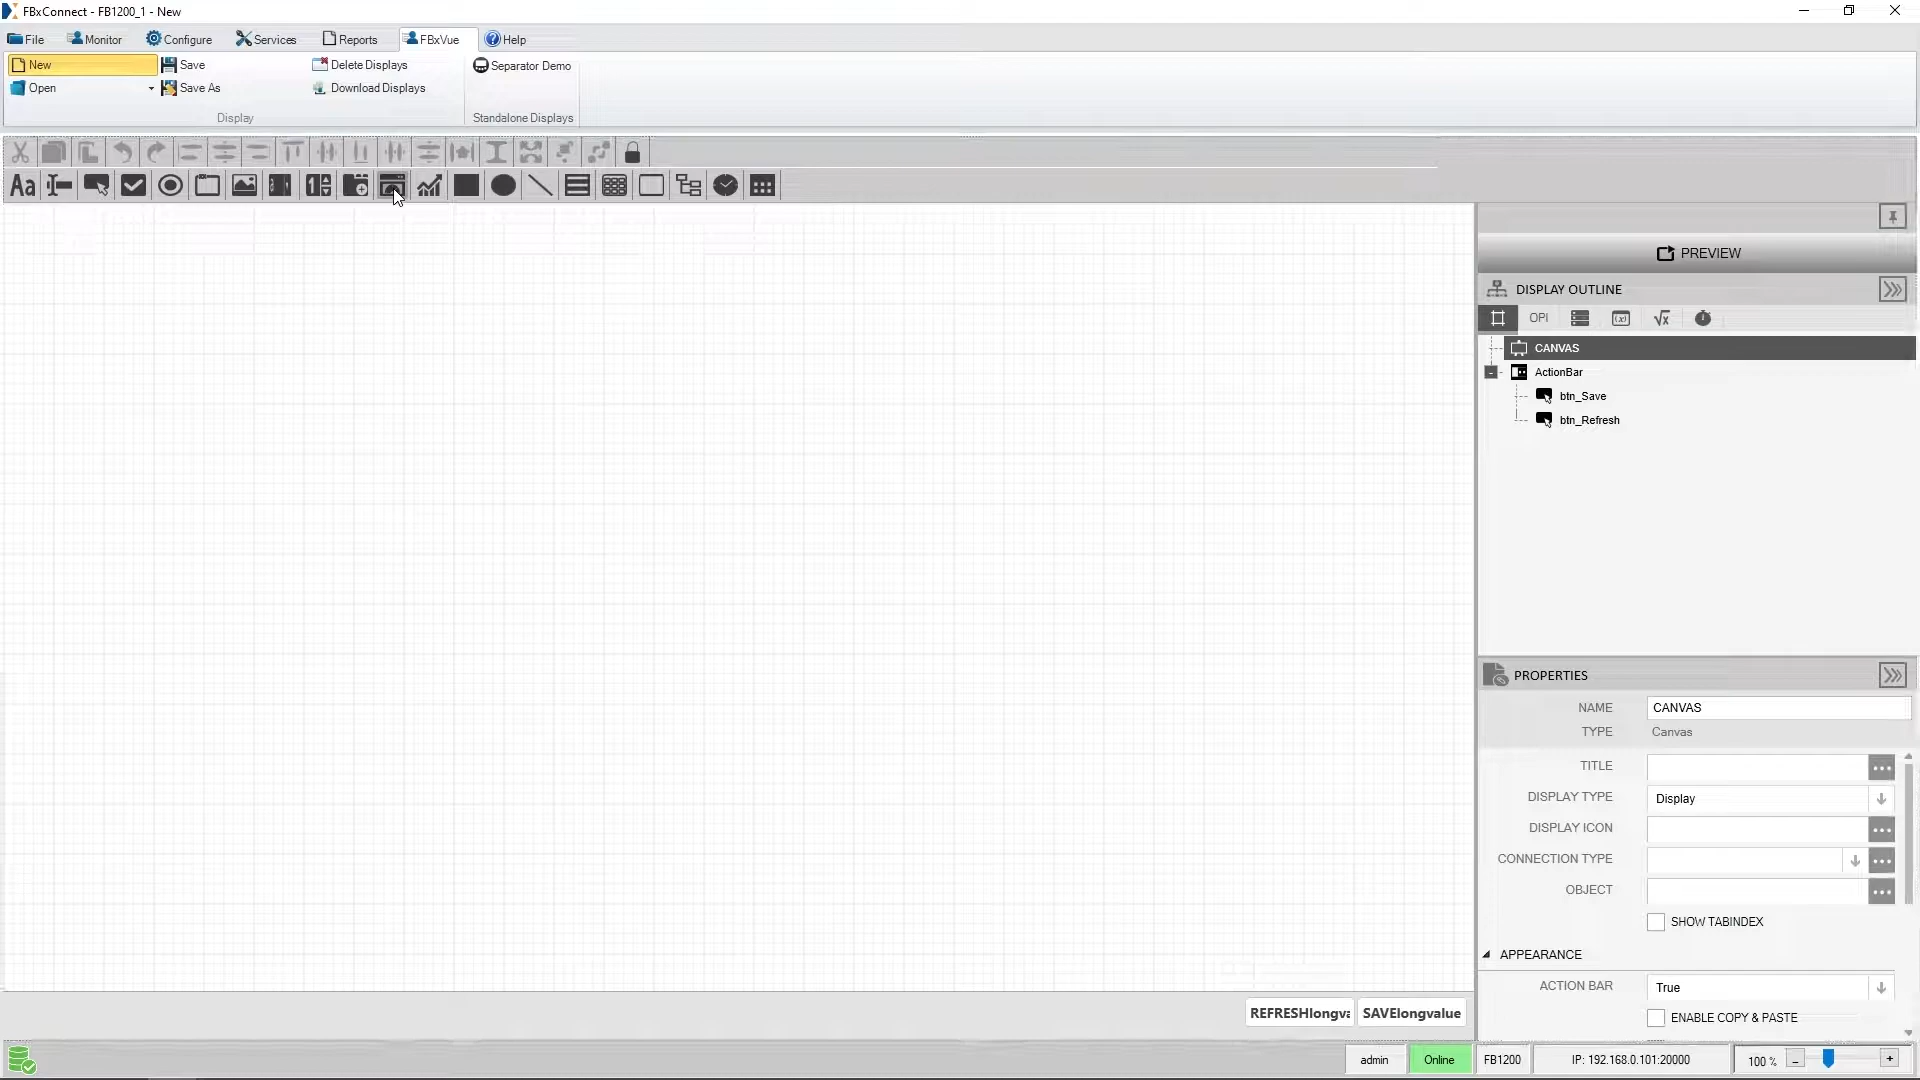 FBxConnect - FB1200_1 - New
File Monitor Configure Services Reports FBxVue Help
New Save Delete Displays Separator Demo
Open Save As Download Displays
Display Standalone Displays
Aa
PREVIEW
DISPLAY OUTLINE
OPI
CANVAS
ActionBar
btn_Save
btn_Refresh
PROPERTIES
NAME CANVAS
TYPE Canvas
TITLE
DISPLAY TYPE Display
DISPLAY ICON
CONNECTION TYPE
OBJECT
SHOW TABINDEX
APPEARANCE
ACTION BAR True
ENABLE COPY & PASTE
REFRESHlongva SAVElongvalue
admin Online FB1200 IP: 192.168.0.101:20000 100 %